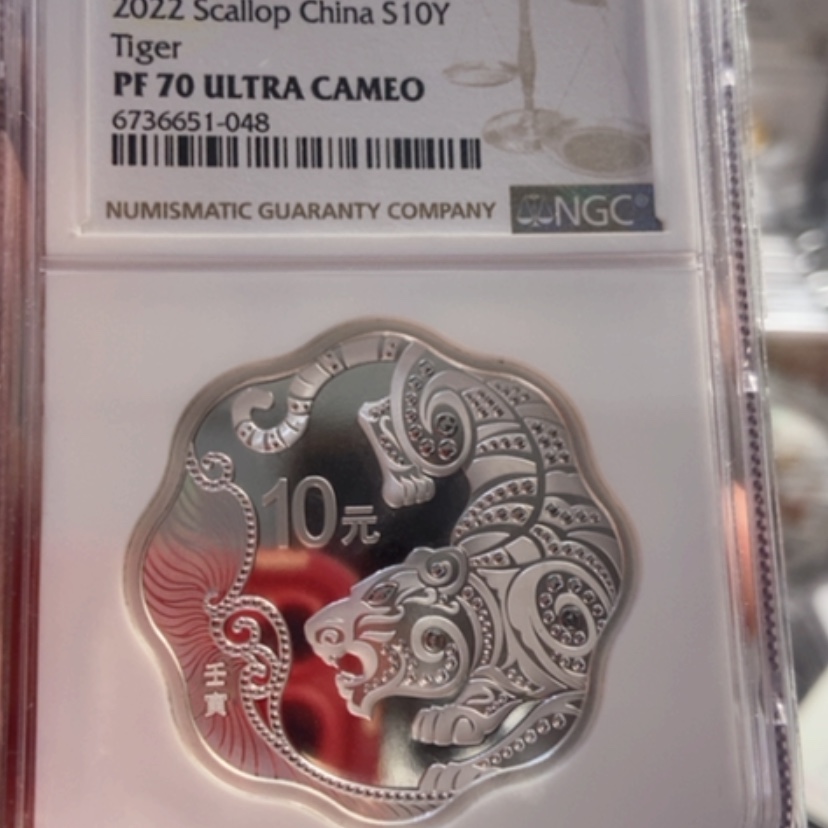 2022 Scallop China S10Y
Tiger
PF 70 ULTRA CAMEO
6736651-048
NUMISMATIC GUARANTY COMPANY
NGC
10元
壬寅